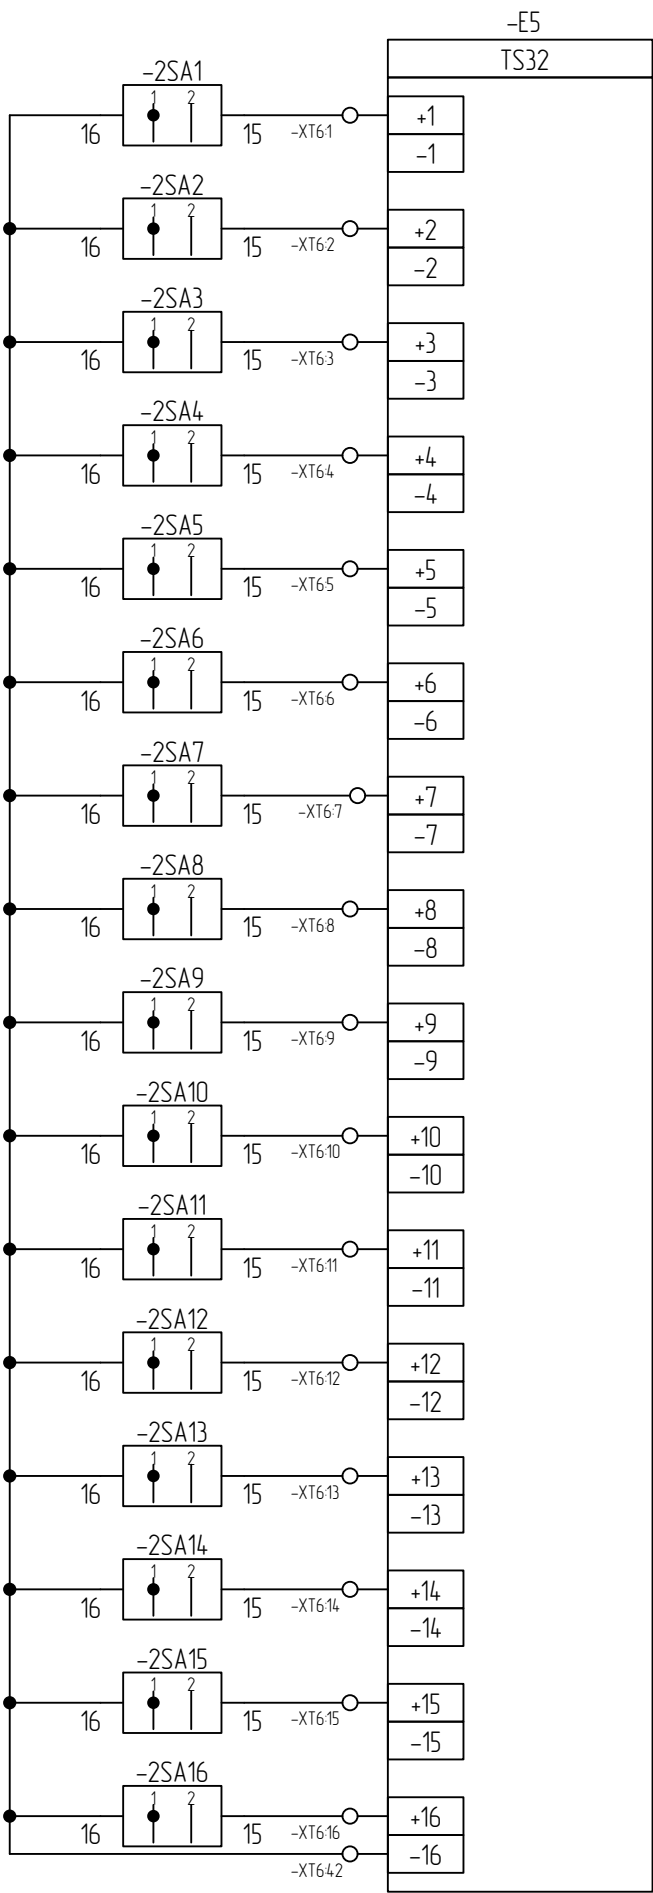 -E5
TS32
-2SA1
1 2
16 15 -XT6:1 +1
-1
-2SA2
1 2
16 15 -XT6:2 +2
-2
-2SA3
1 2
16 15 -XT6:3 +3
-3
-2SA4
1 2
16 15 -XT6:4 +4
-4
-2SA5
1 2
16 15 -XT6:5 +5
-5
-2SA6
1 2
16 15 -XT6:6 +6
-6
-2SA7
1 2
16 15 -XT6:7 +7
-7
-2SA8
1 2
16 15 -XT6:8 +8
-8
-2SA9
1 2
16 15 -XT6:9 +9
-9
-2SA10
1 2
16 15 -XT6:10 +10
-10
-2SA11
1 2
16 15 -XT6:11 +11
-11
-2SA12
1 2
16 15 -XT6:12 +12
-12
-2SA13
1 2
16 15 -XT6:13 +13
-13
-2SA14
1 2
16 15 -XT6:14 +14
-14
-2SA15
1 2
16 15 -XT6:15 +15
-15
-2SA16
1 2
16 15 -XT6:16 +16
-16
-XT6:42